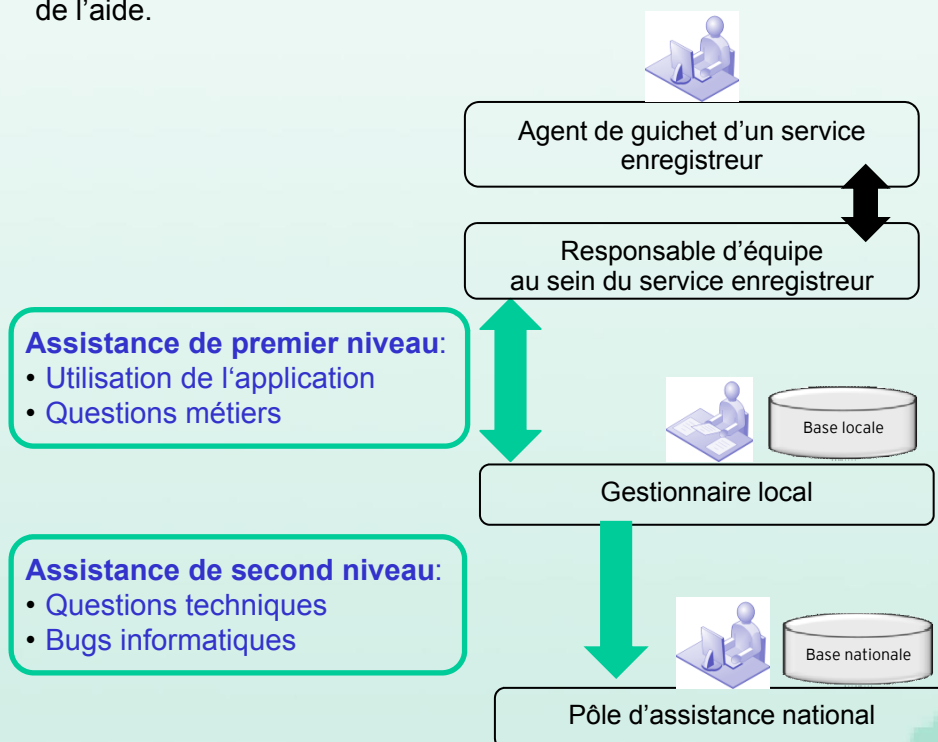 de l’aide.
Agent de guichet d’un service
enregistreur
Responsable d’équipe
au sein du service enregistreur
Assistance de premier niveau:
• Utilisation de l‘application
• Questions métiers
Base locale
Gestionnaire local
Assistance de second niveau:
• Questions techniques
• Bugs informatiques
Base nationale
Pôle d’assistance national